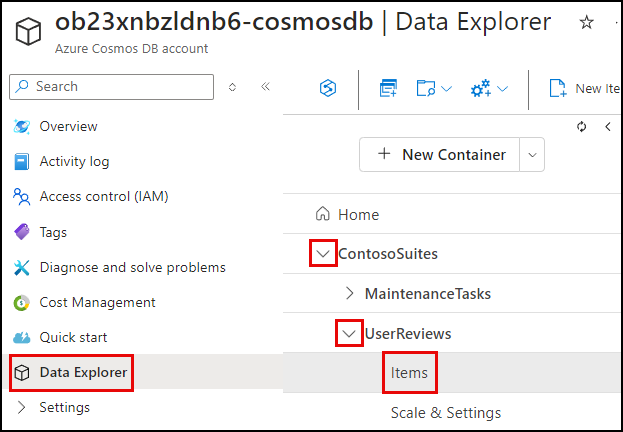 ob23xnbzldnb6-cosmosdb | Data Explorer
Azure Cosmos DB account
Search
New Ite
Overview
Activity log
Access control (IAM)
Tags
Diagnose and solve problems
Cost Management
Quick start
Data Explorer
Settings
New Container
Home
ContosoSuites
MaintenanceTasks
UserReviews
Items
Scale & Settings